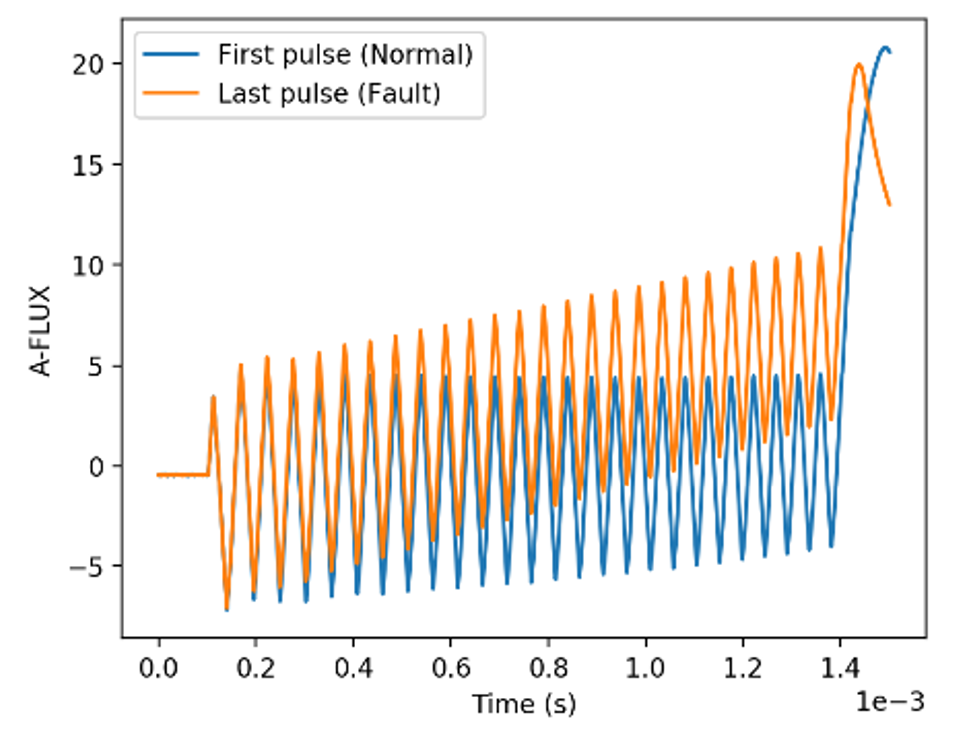 First pulse (Normal)
Last pulse (Fault)
20
15
10
5
0
−5
A-FLUX
0.0 0.2 0.4 0.6 0.8 1.0 1.2 1.4
1e−3
Time (s)